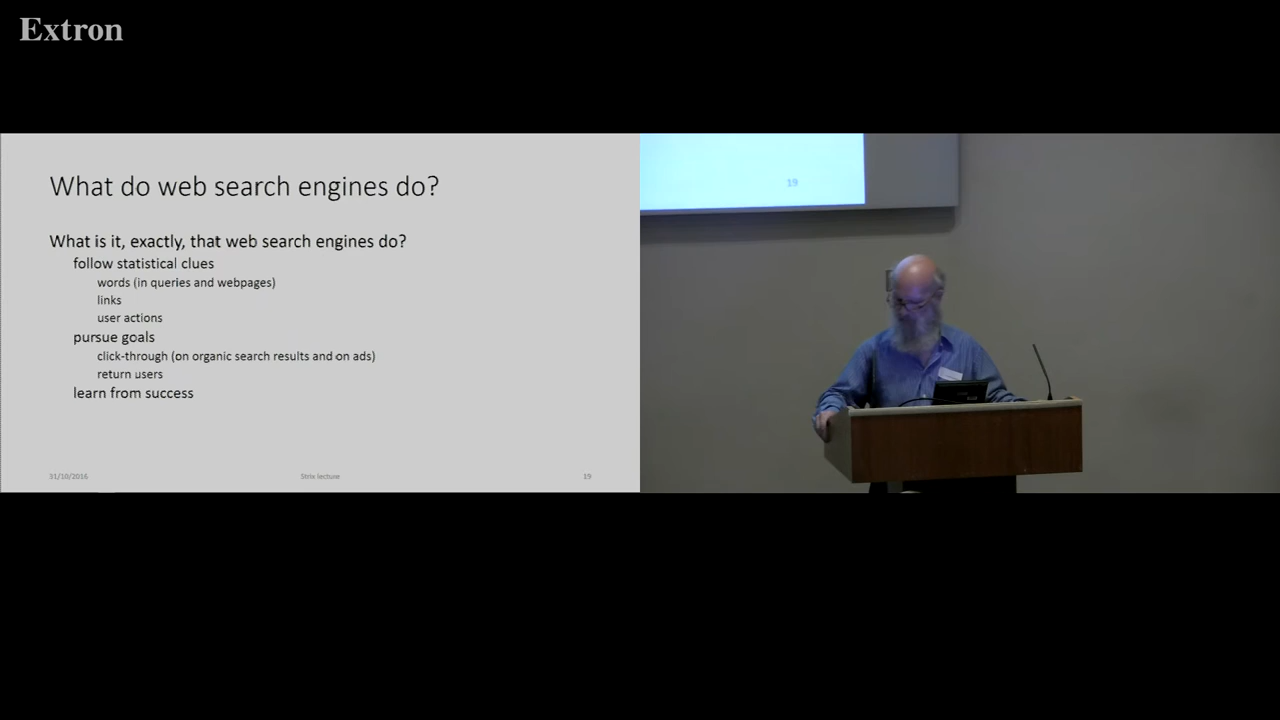 Extron
What do web search engines do?
What is it, exactly, that web search engines do?
follow statistical clues
words (in queries and webpages)
links
user actions
pursue goals
click-through (on organic search results and on ads)
return users
learn from success
31/10/2016
Strix lecture
19
19